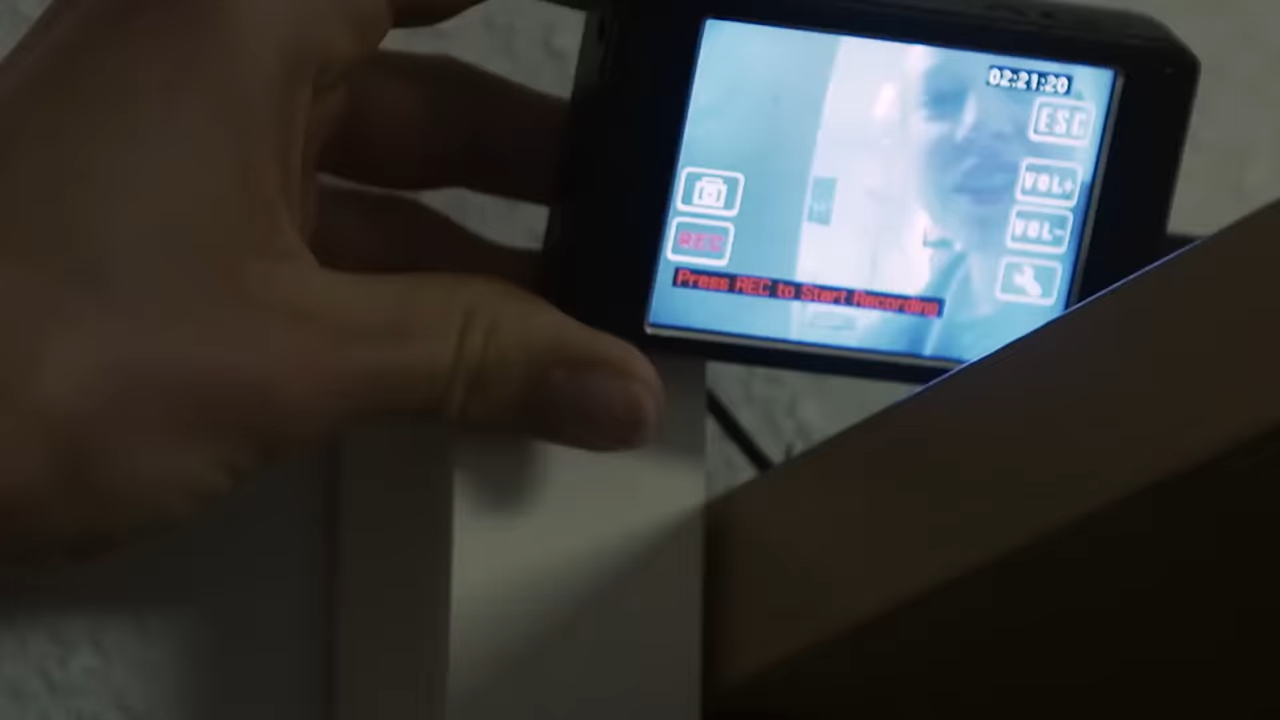 02:21:20
ESC
VOL+
REC
VOL-
Press REC to Start Recording